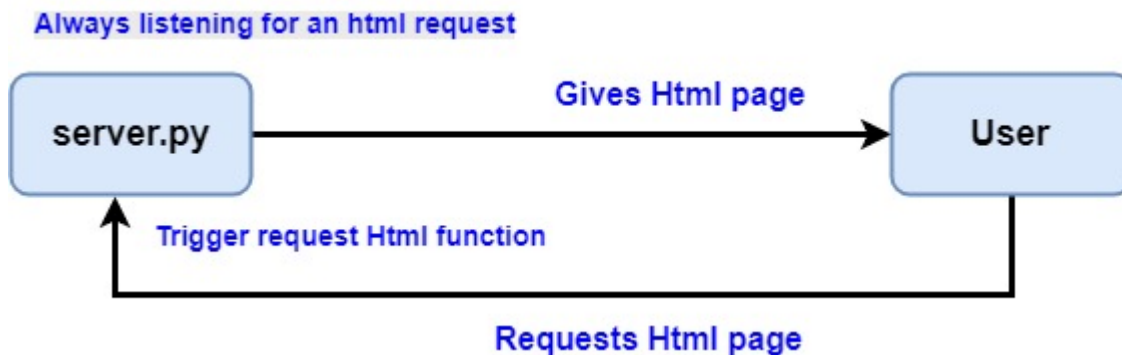 Always listening for an html request
Gives Html page
server.py
User
Trigger request Html function
Requests Html page